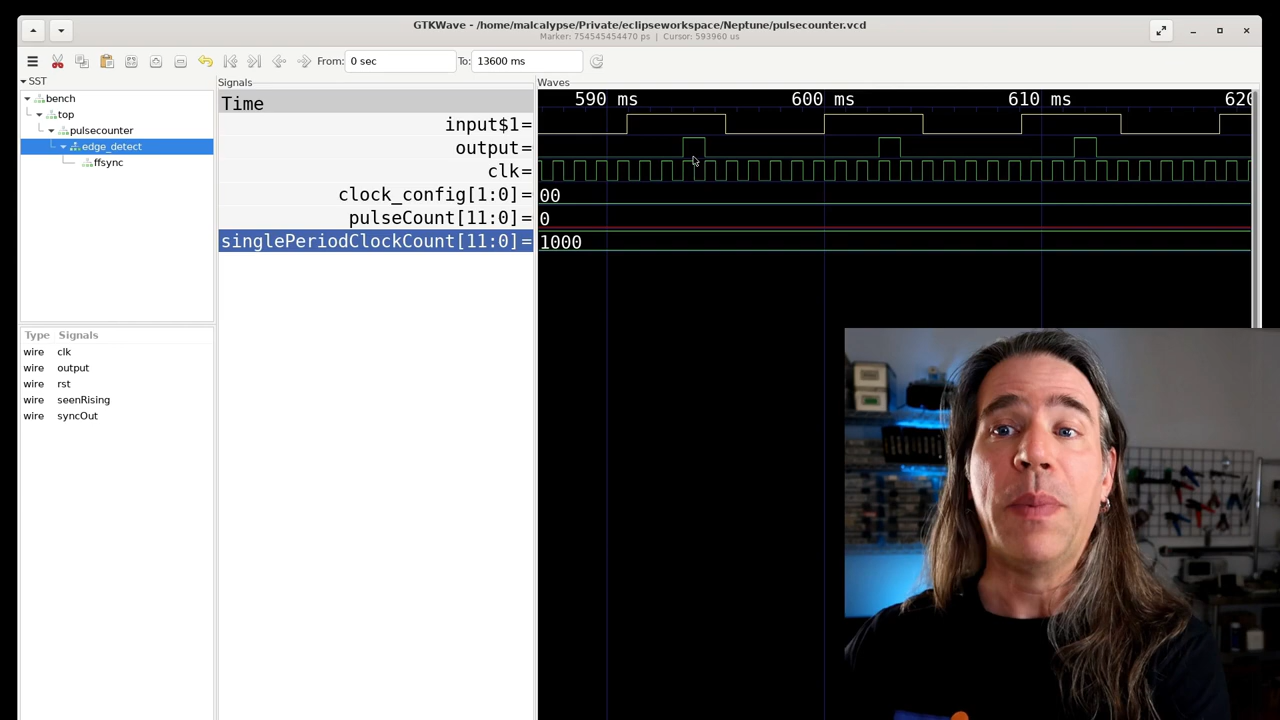 GTKWave - /home/malcalypse/Private/eclipseworkspace/Neptune/pulsecounter.vcd
Marker: 754545454470 ps | Cursor: 593960 us
From: 0 sec To: 13600 ms
SST
bench
top
pulsecounter
edge_detect
ffsync
Type Signals
wire clk
wire output
wire rst
wire seenRising
wire syncOut
Signals
Time
input$1=
output=
clk=
clock_config[1:0]=
pulseCount[11:0]=
singlePeriodClockCount[11:0]=
Waves
590 ms 600 ms 610 ms 620
00
0
1000